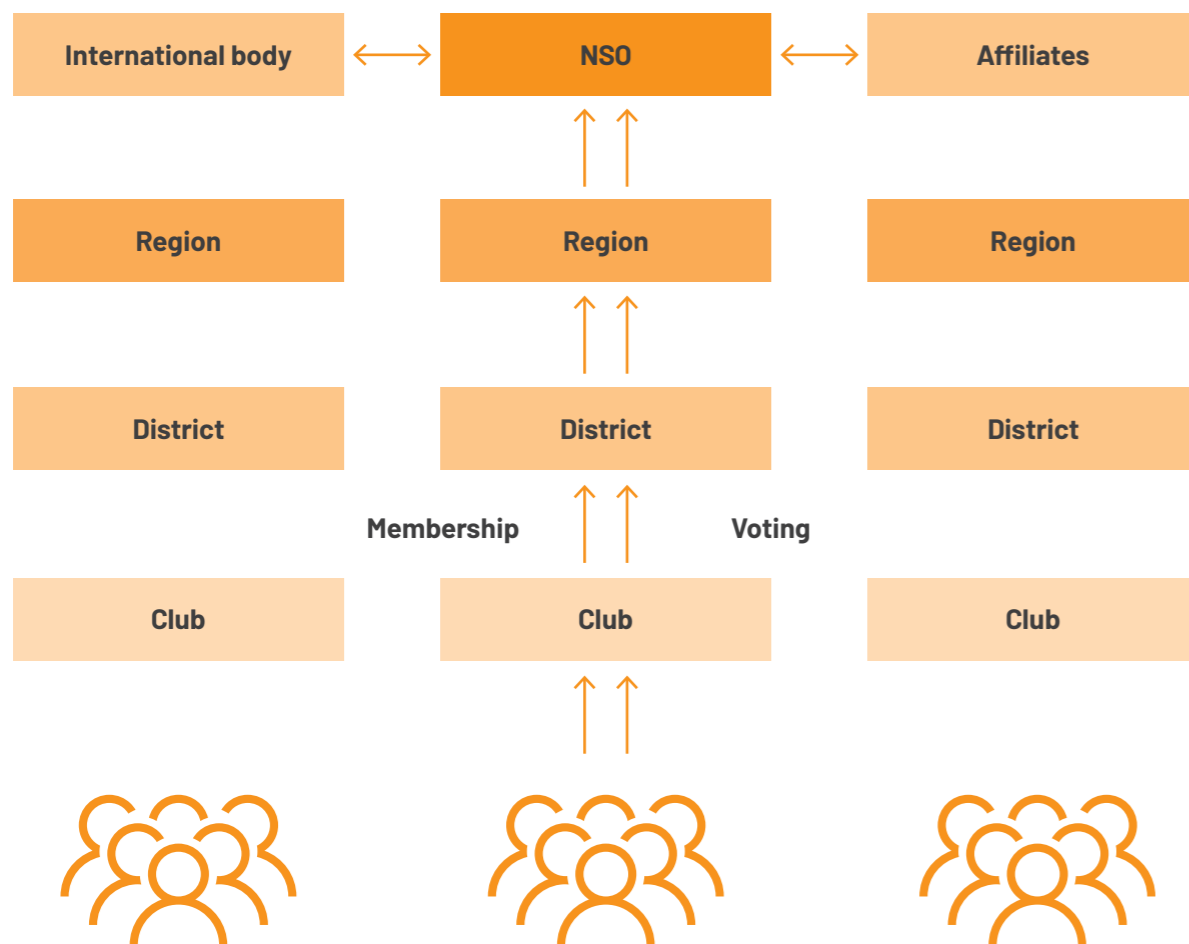 International body
NSO
Affiliates
Region
Region
Region
District
District
District
Membership
Voting
Club
Club
Club